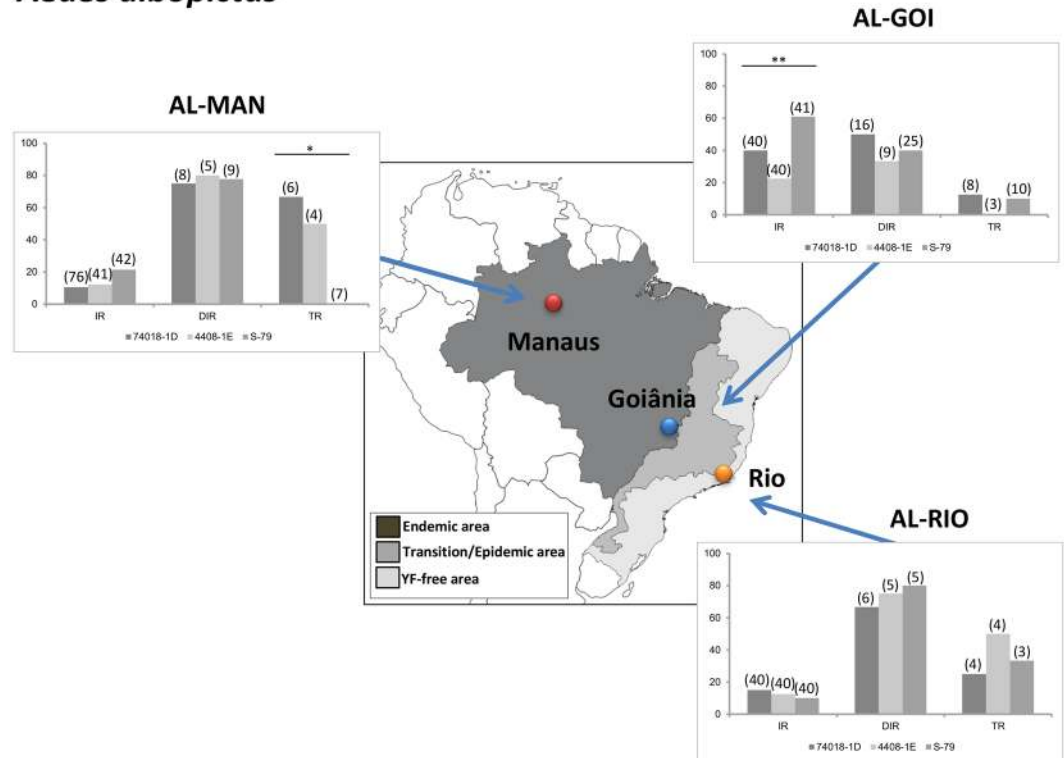 Aedes albopictus
AL-GOI
100
80
60
40
20
0
**
(40)
(40)
(41)
(16)
(9)
(25)
(8)
(3)
(10)
IR
DIR
TR
74018-1D
4408-1E
S-79
AL-MAN
100
80
60
40
20
0
*
(76)
(41)
(42)
(8)
(5)
(9)
(6)
(4)
(7)
IR
DIR
TR
74018-1D
4408-1E
S-79
Manaus
Goiânia
Rio
Endemic area
Transition/Epidemic area
YF-free area
AL-RIO
100
80
60
40
20
0
(40)
(40)
(40)
(6)
(5)
(5)
(4)
(4)
(3)
IR
DIR
TR
74018-1D
4408-1E
S-79